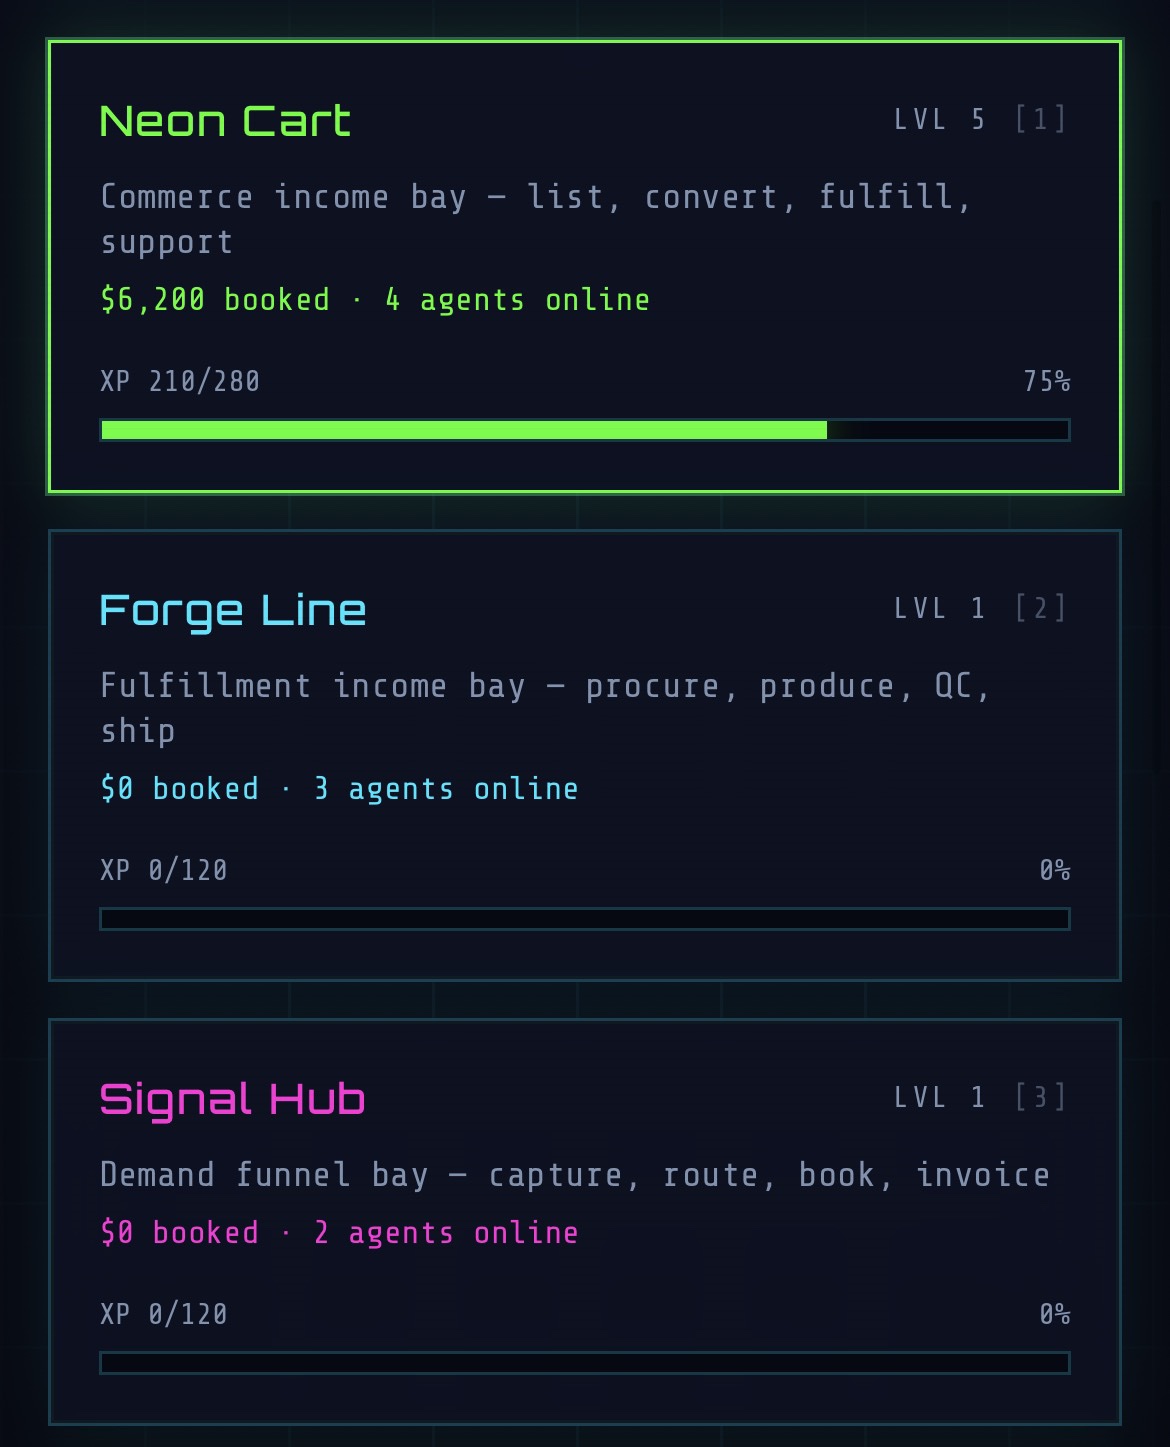 Neon Cart LVL 5 [1]
Commerce income bay — list, convert, fulfill,
support
$6,200 booked · 4 agents online
XP 210/280 75%
Forge Line LVL 1 [2]
Fulfillment income bay — procure, produce, QC,
ship
$0 booked · 3 agents online
XP 0/120 0%
Signal Hub LVL 1 [3]
Demand funnel bay — capture, route, book, invoice
$0 booked · 2 agents online
XP 0/120 0%